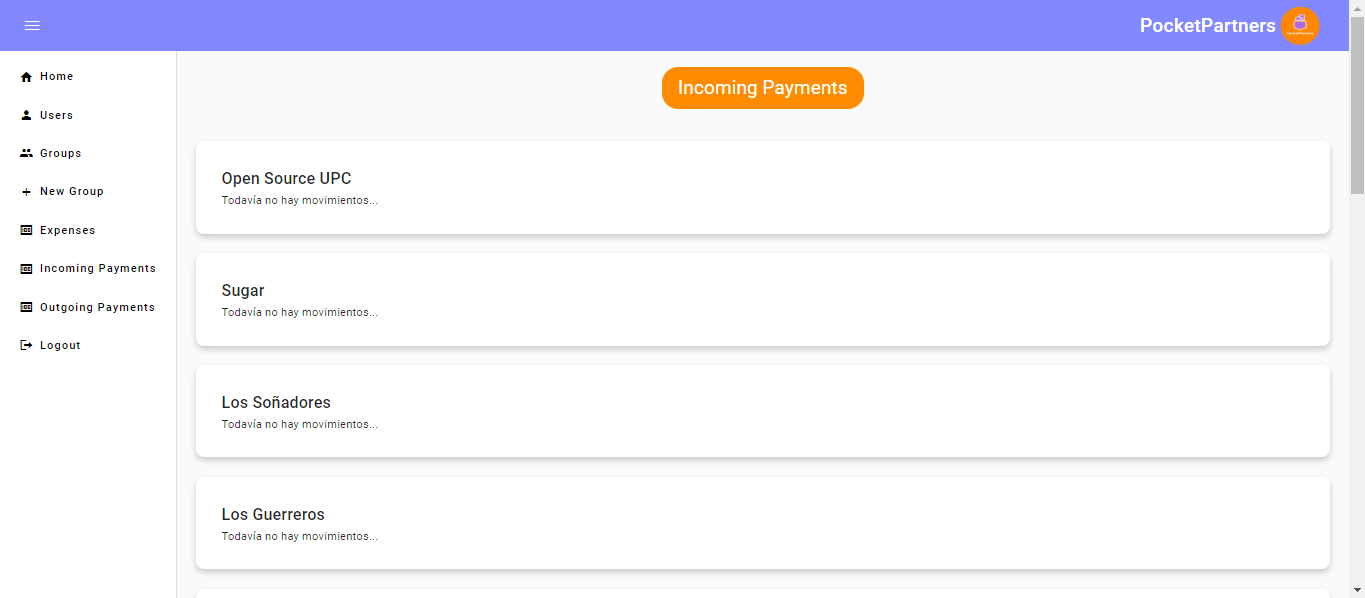 PocketPartners
Home
Users
Groups
New Group
Expenses
Incoming Payments
Outgoing Payments
Logout
Incoming Payments
Open Source UPC
Todavía no hay movimientos...
Sugar
Todavía no hay movimientos...
Los Soñadores
Todavía no hay movimientos...
Los Guerreros
Todavía no hay movimientos...